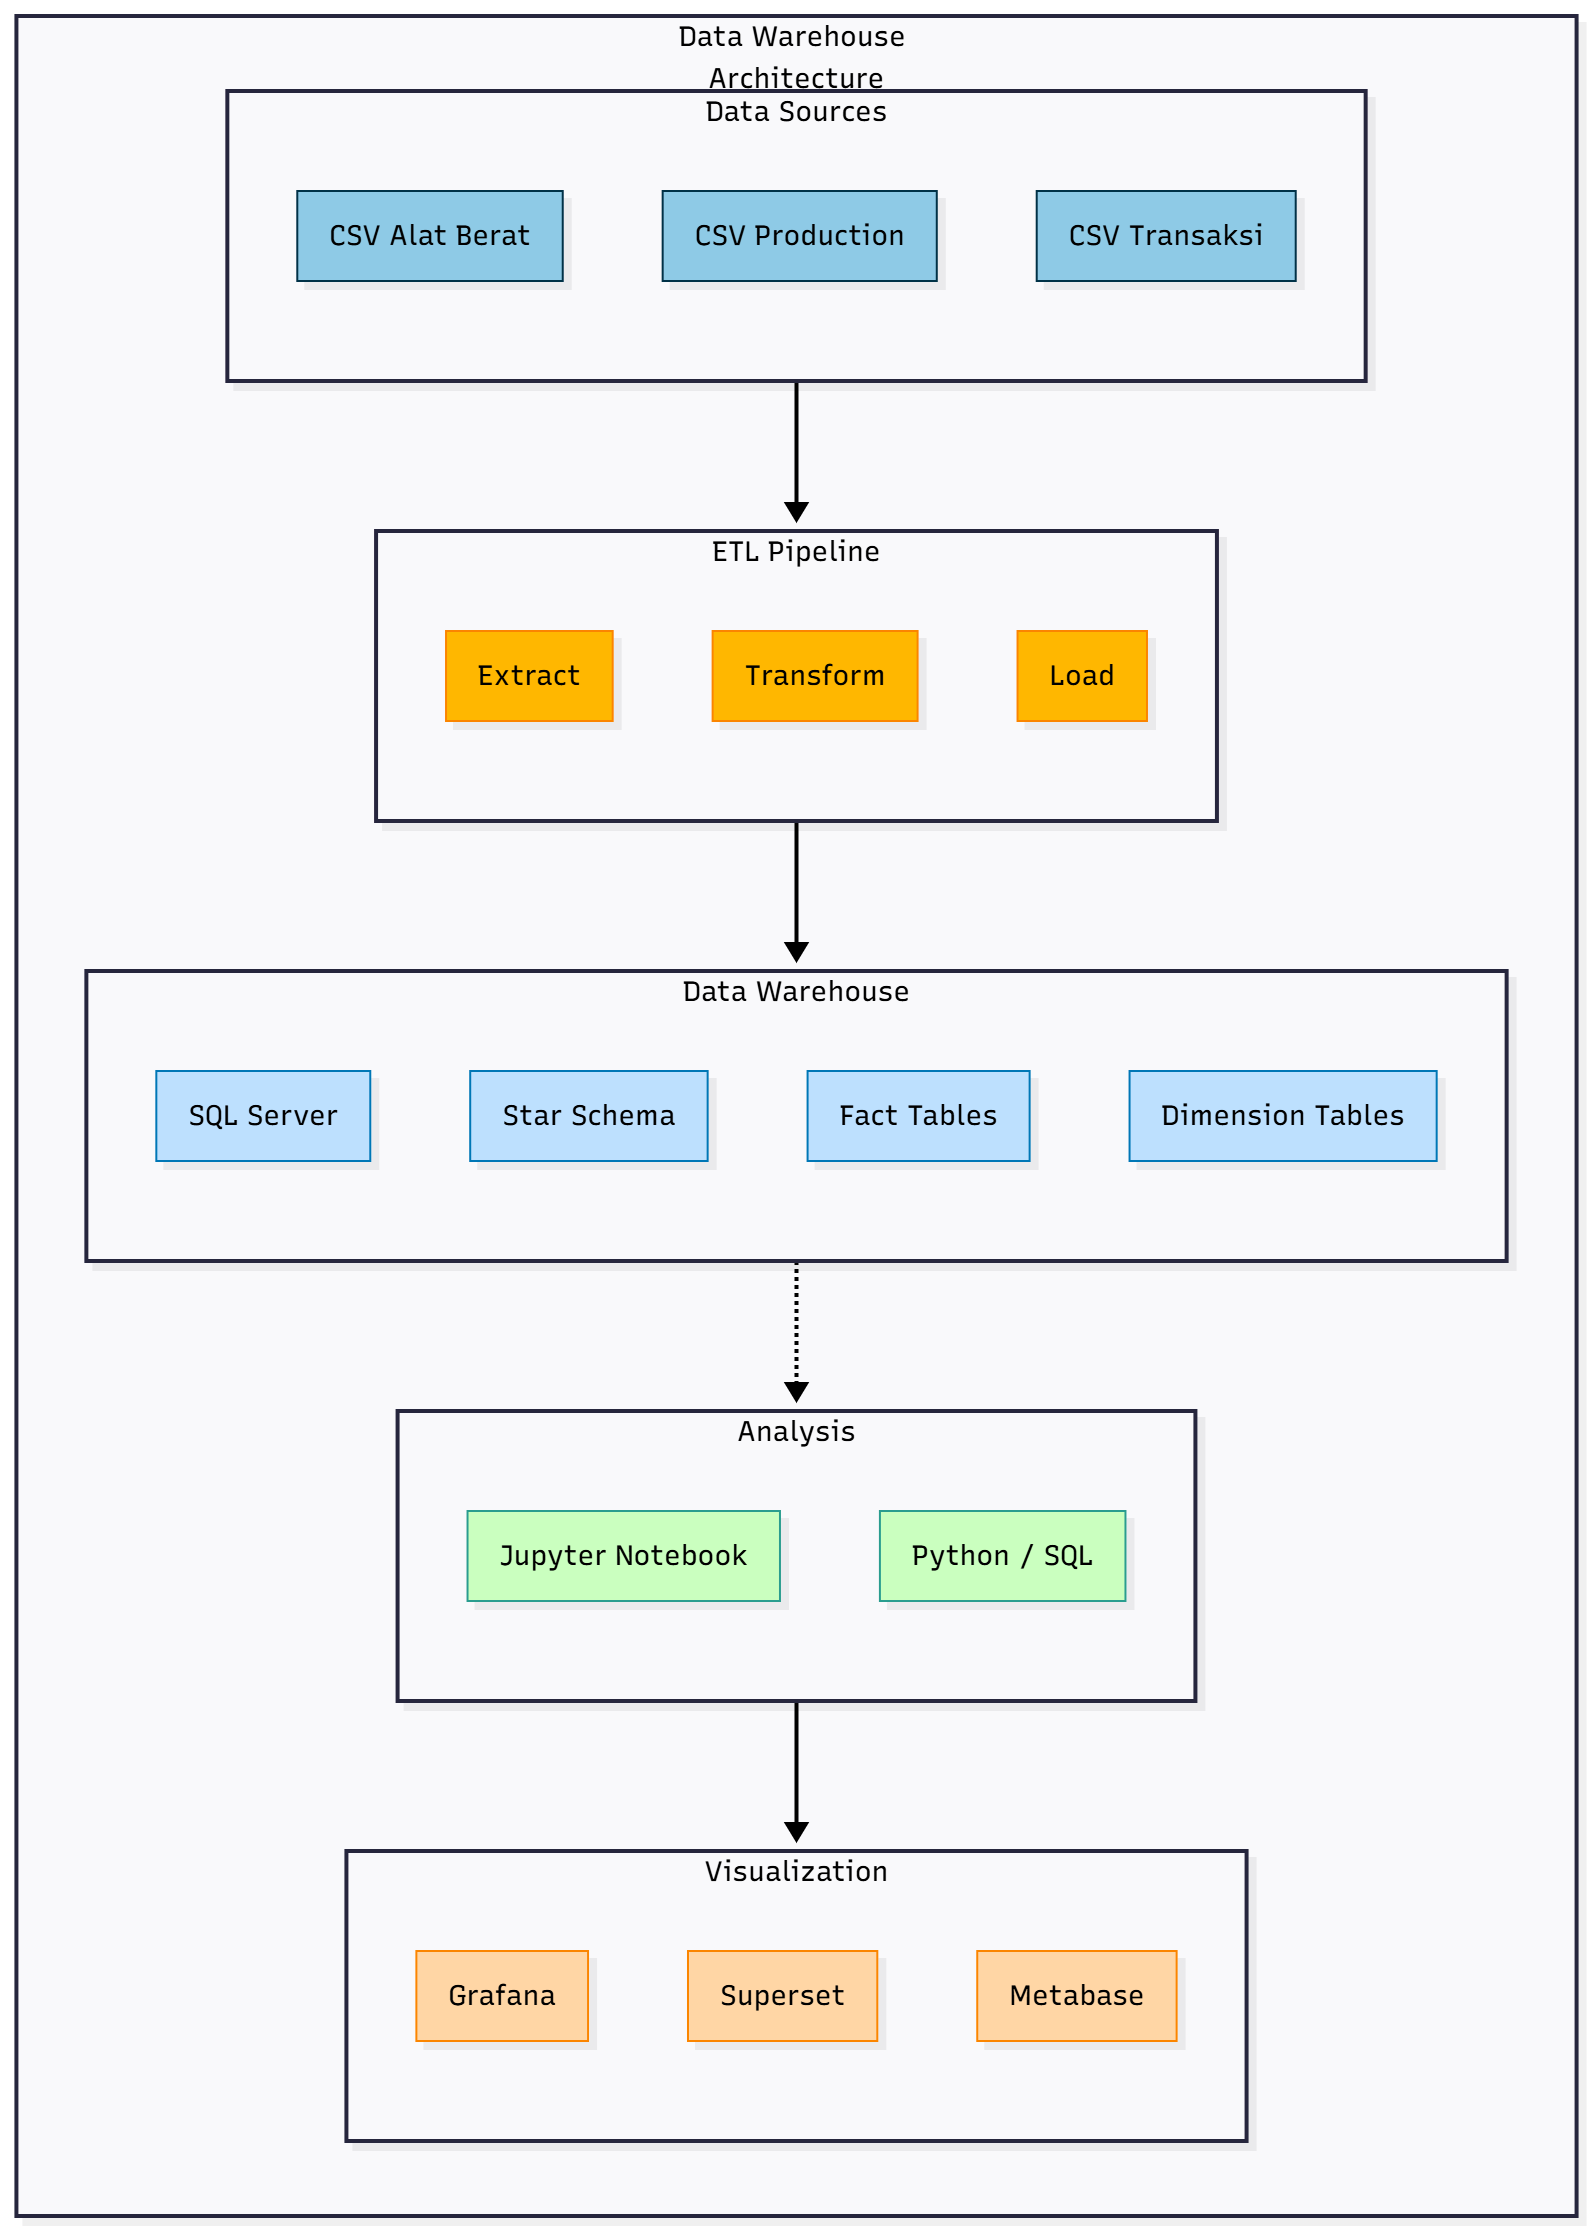 Data Warehouse
Architecture
Data Sources
CSV Alat Berat
CSV Production
CSV Transaksi
ETL Pipeline
Extract
Transform
Load
Data Warehouse
SQL Server
Star Schema
Fact Tables
Dimension Tables
Analysis
Jupyter Notebook
Python / SQL
Visualization
Grafana
Superset
Metabase